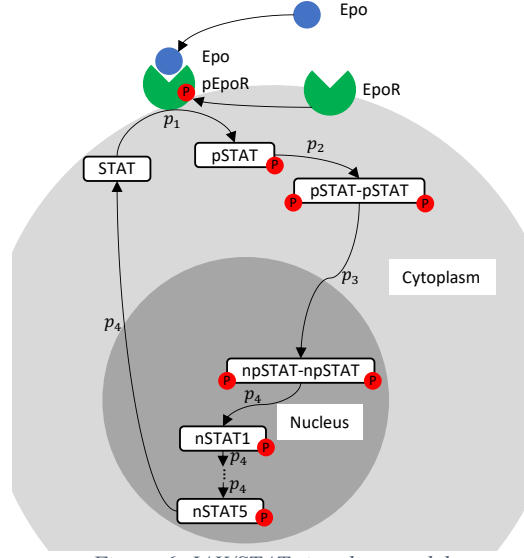 Epo
Epo
pEpoR
P
EpoR
p₁
STAT
pSTAT
P
p₂
pSTAT-pSTAT
P
P
p₃
Cytoplasm
p₄
npSTAT-npSTAT
P
P
p₄
Nucleus
nSTAT1
P
p₄
p₄
nSTAT5
P